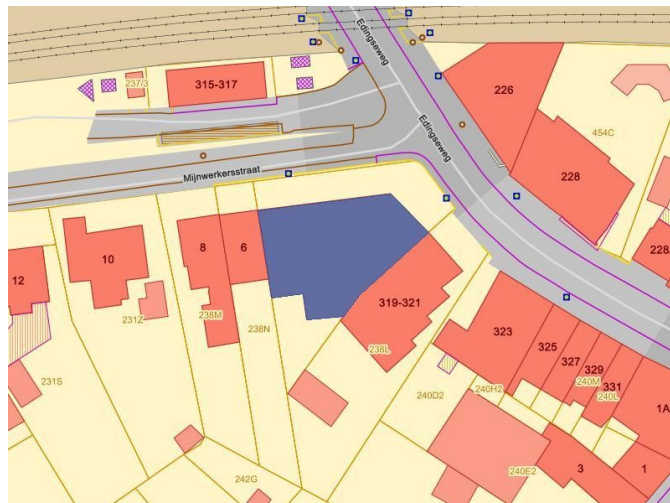 Edingseweg
237/3
315-317
226
454C
Edingseweg
Mijnwerkersstraat
228
228
10
8
6
12
319-321
231Z
238M
238N
323
325
327
329
331
238L
240M
240L
231S
240D2
240H2
1A
242G
240E2
3
1